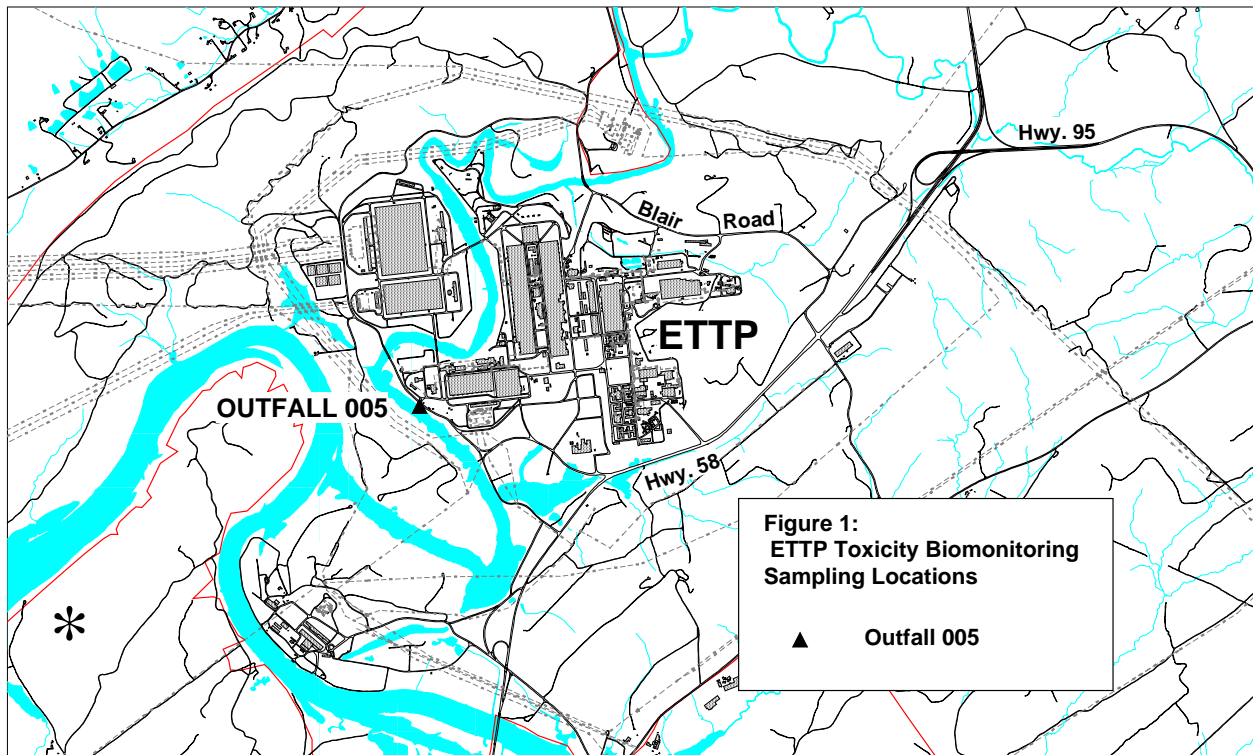 Hwy. 95
Blair Road
ETTP
OUTFALL 005
Hwy. 58
Figure 1:
ETTP Toxicity Biomonitoring
Sampling Locations
Outfall 005
*